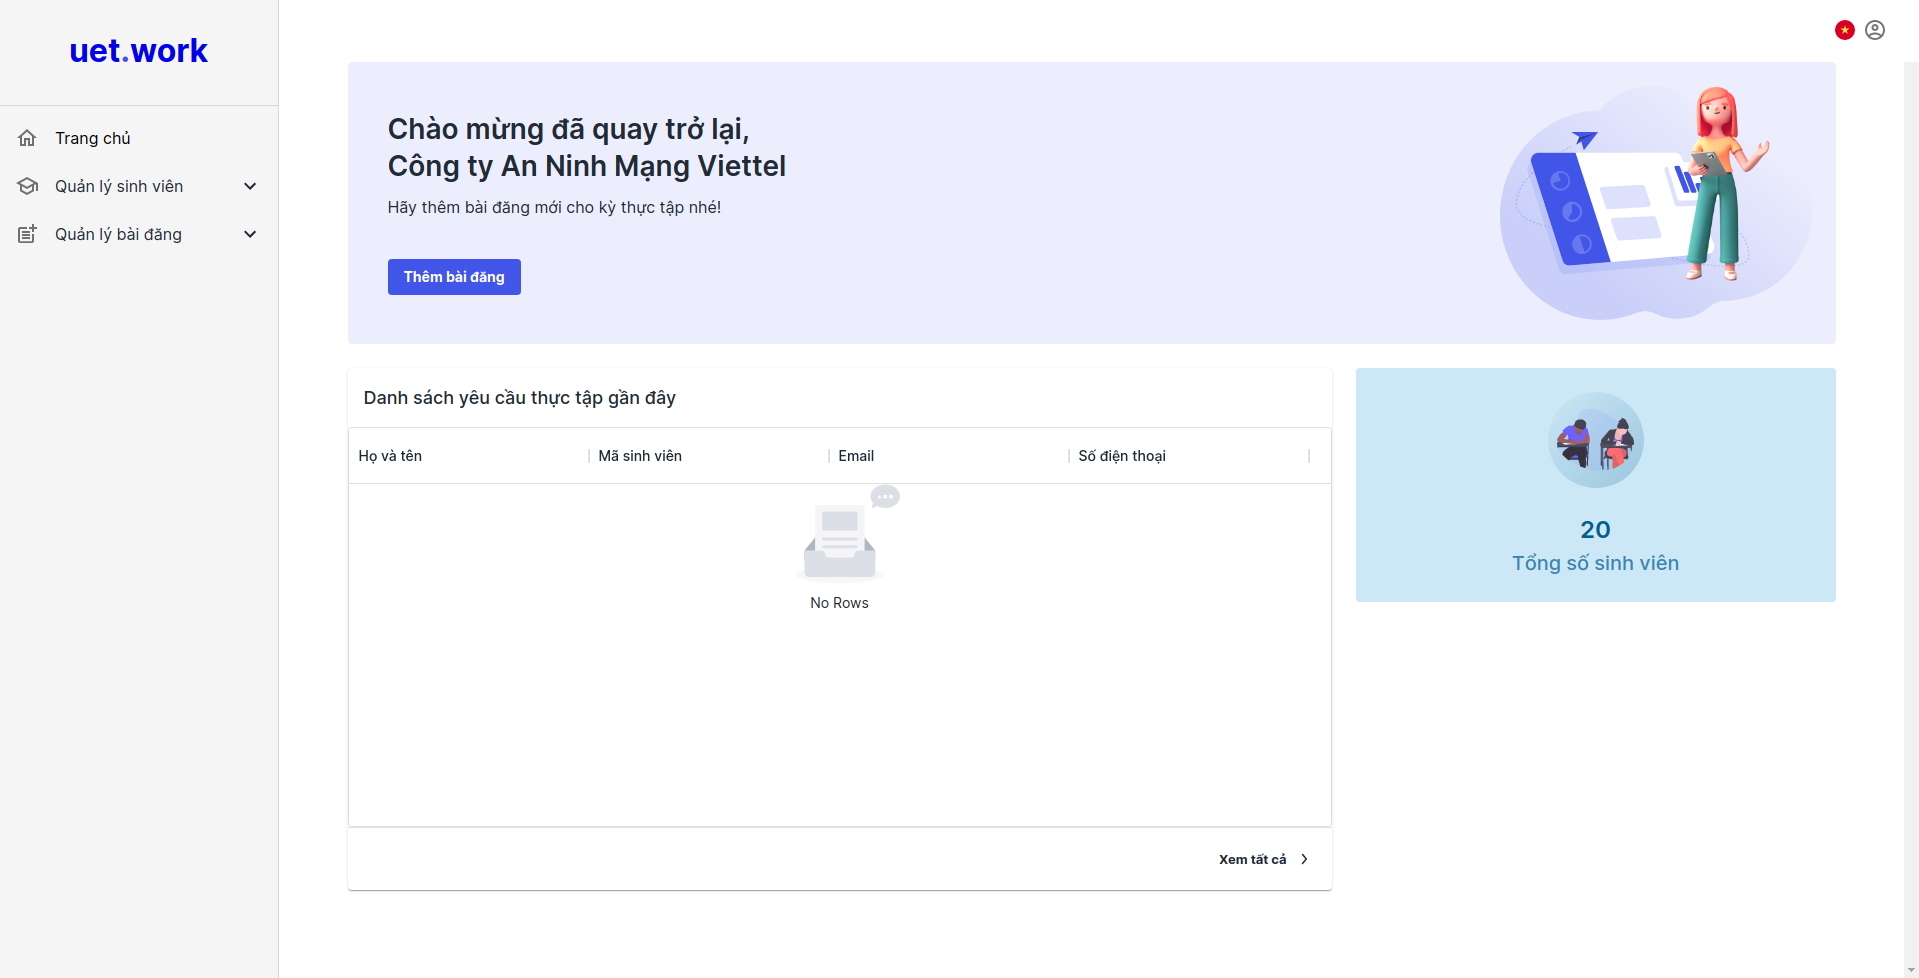 uet.work
Trang chủ
Quản lý sinh viên
Quản lý bài đăng
Chào mừng đã quay trở lại,
Công ty An Ninh Mạng Viettel
Hãy thêm bài đăng mới cho kỳ thực tập nhé!
Thêm bài đăng
Danh sách yêu cầu thực tập gần đây
Họ và tên
Mã sinh viên
Email
Số điện thoại
No Rows
Xem tất cả
20
Tổng số sinh viên